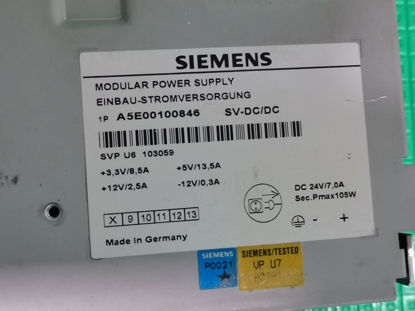 SIEMENS
MODULAR POWER SUPPLY
EINBAU-STROMVERSORGUNG
1P A5E00100846 SV-DC/DC
SVP U6 103059
+3,3V/8,5A +5V/13,5A
+12V/2,5A -12V/0,3A
DC 24V/7,0A
Sec.Pmax105W
X 9 10 11 12 13
- +
Made in Germany
P0021
SIEMENS/TESTED
VP U7